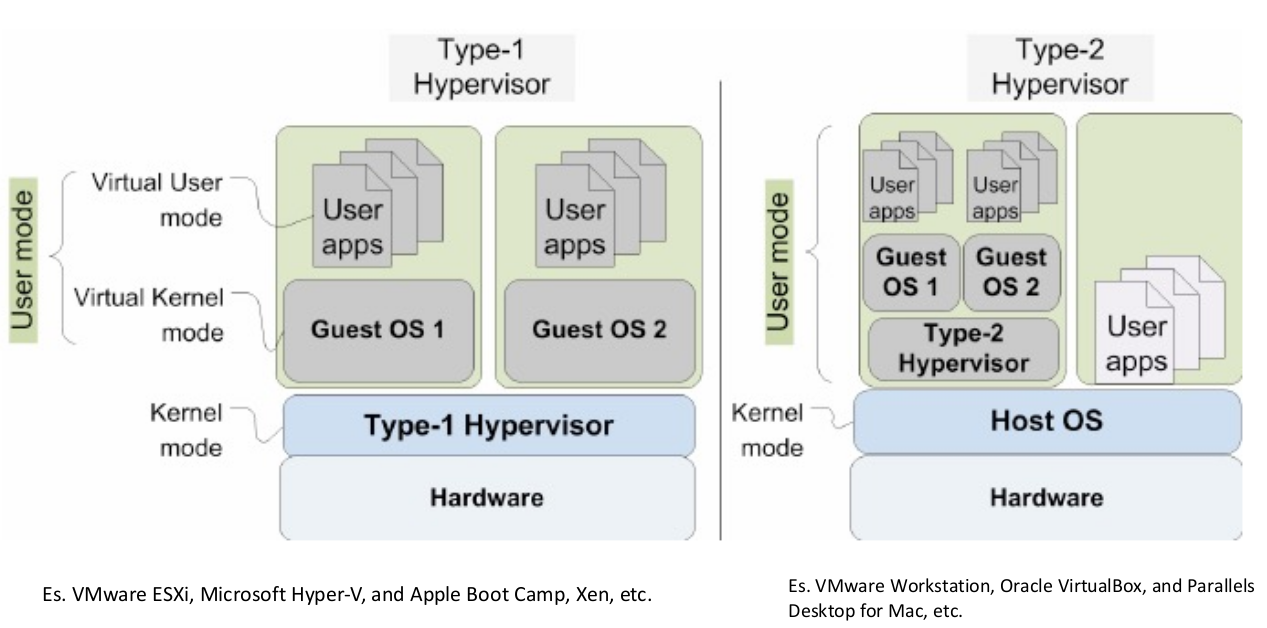 Type-1
Hypervisor
User mode
Virtual User
mode
User
apps
User
apps
Virtual Kernel
mode
Guest OS 1
Guest OS 2
Kernel
mode
Type-1 Hypervisor
Hardware
Es. VMware ESXi, Microsoft Hyper-V, and Apple Boot Camp, Xen, etc.
Type-2
Hypervisor
User mode
User
apps
User
apps
Guest
OS 1
Guest
OS 2
Type-2
Hypervisor
User
apps
Kernel
mode
Host OS
Hardware
Es. VMware Workstation, Oracle VirtualBox, and Parallels
Desktop for Mac, etc.